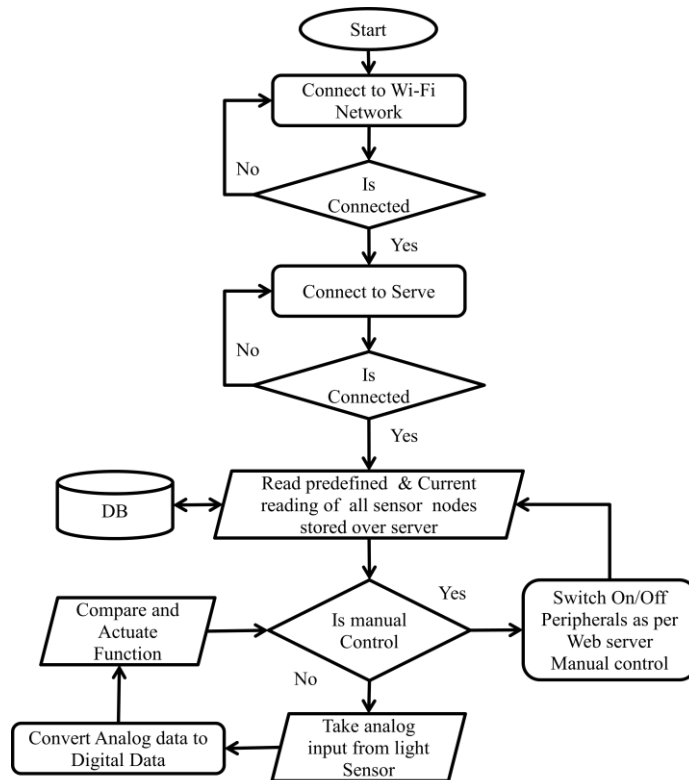 Start
Connect to Wi-Fi
Network
No
Is
Connected
Yes
Connect to Serve
No
Is
Connected
Yes
DB
Read predefined & Current
reading of all sensor nodes
stored over server
Compare and
Actuate
Function
Is manual
Control
Yes
Switch On/Off
Peripherals as per
Web server
Manual control
No
Convert Analog data to
Digital Data
Take analog
input from light
Sensor